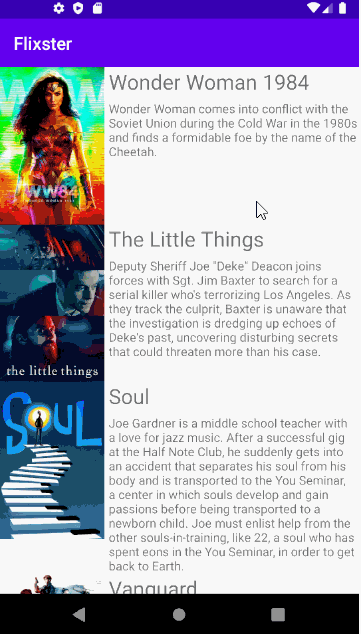 Flixster
Wonder Woman 1984
Wonder Woman comes into conflict with the
Soviet Union during the Cold War in the 1980s
and finds a formidable foe by the name of the
Cheetah.
WW84
The Little Things
Deputy Sheriff Joe "Deke" Deacon joins
forces with Sgt. Jim Baxter to search for a
serial killer who's terrorizing Los Angeles. As
they track the culprit, Baxter is unaware that
the investigation is dredging up echoes of
Deke's past, uncovering disturbing secrets
that could threaten more than his case.
the little things
Soul
SOUL
Joe Gardner is a middle school teacher with
a love for jazz music. After a successful gig
at the Half Note Club, he suddenly gets into
an accident that separates his soul from his
body and is transported to the You Seminar,
a center in which souls develop and gain
passions before being transported to a
newborn child. Joe must enlist help from the
other souls-in-training, like 22, a soul who has
spent eons in the You Seminar, in order to get
back to Earth.
Vanguard